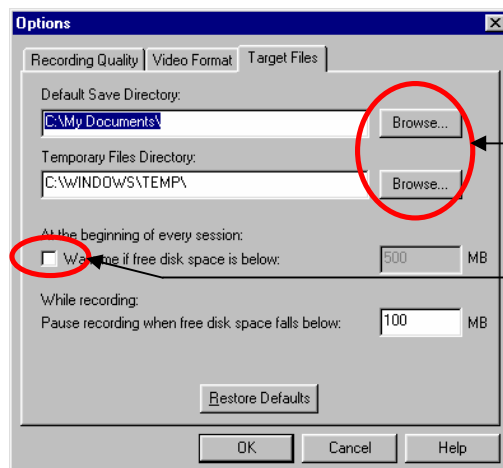 Options
Recording Quality Video Format Target Files
Default Save Directory:
C:\My Documents\ Browse...
Temporary Files Directory:
C:\WINDOWS\TEMP\ Browse...
At the beginning of every session:
Warn me if free disk space is below: 500 MB
While recording:
Pause recording when free disk space falls below: 100 MB
Restore Defaults
OK Cancel Help